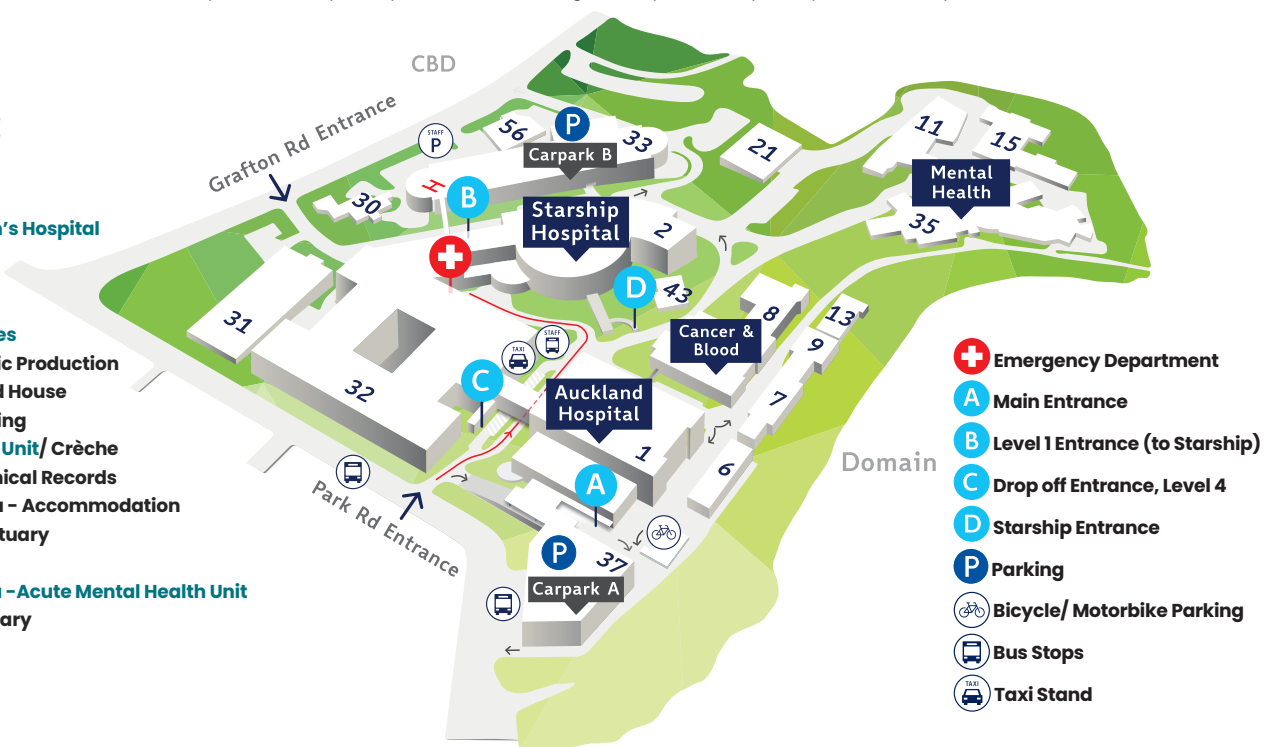 CBD
Grafton Rd Entrance
STAFF
P
56
P
Carpark B
33
21
11
15
Mental
Health
35
30
H
B
Starship
Hospital
2
n's Hospital
D
43
31
8
13
Cancer &
Blood
9
es
ic Production
d House
ing
Unit/ Crèche
nical Records
a - Accommodation
tuary
a -Acute Mental Health Unit
ary
TAXI
STAFF
32
C
Auckland
Hospital
1
7
6
Domain
A
Park Rd Entrance
P
37
Carpark A
Emergency Department
A Main Entrance
B Level 1 Entrance (to Starship)
C Drop off Entrance, Level 4
D Starship Entrance
P Parking
Bicycle/ Motorbike Parking
Bus Stops
TAXI
Taxi Stand